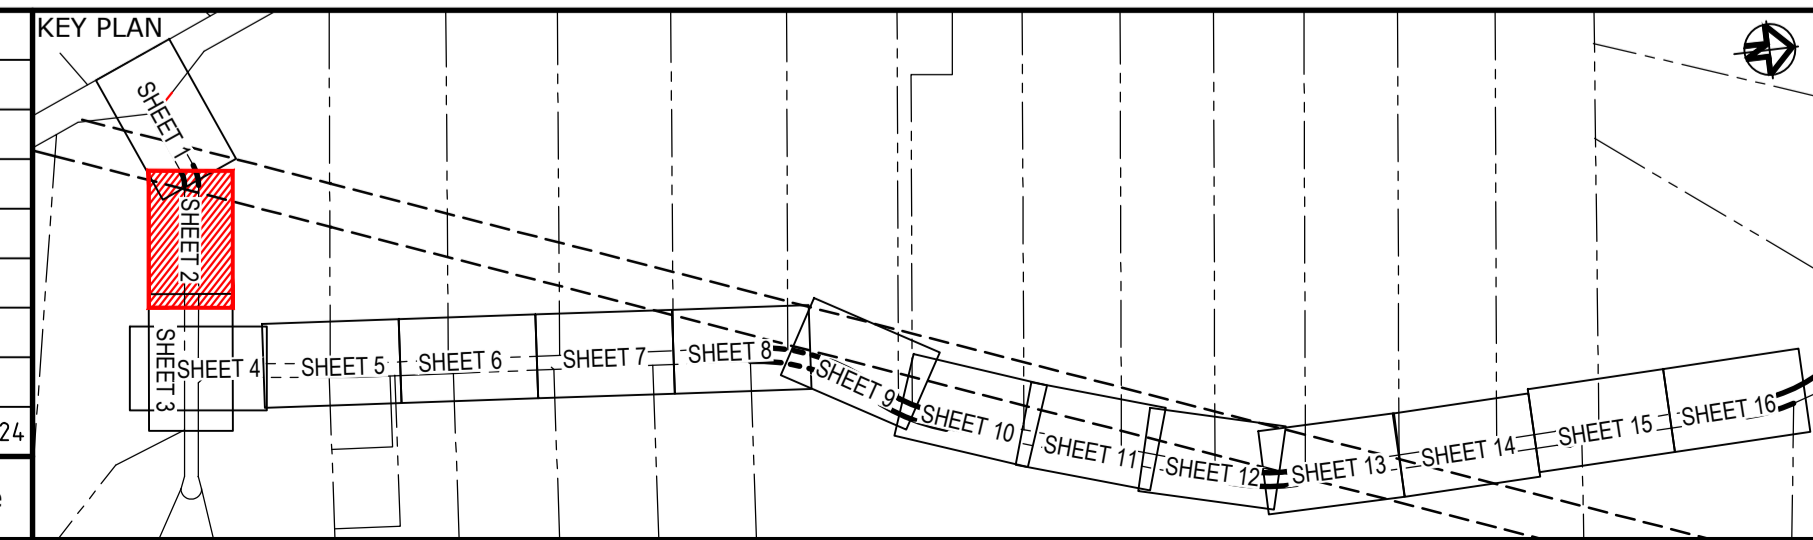 KEY PLAN
SHEET 1
SHEET 2
SHEET 3
SHEET 4
SHEET 5
SHEET 6
SHEET 7
SHEET 8
SHEET 9
SHEET 10
SHEET 11
SHEET 12
SHEET 13
SHEET 14
SHEET 15
SHEET 16
N
24